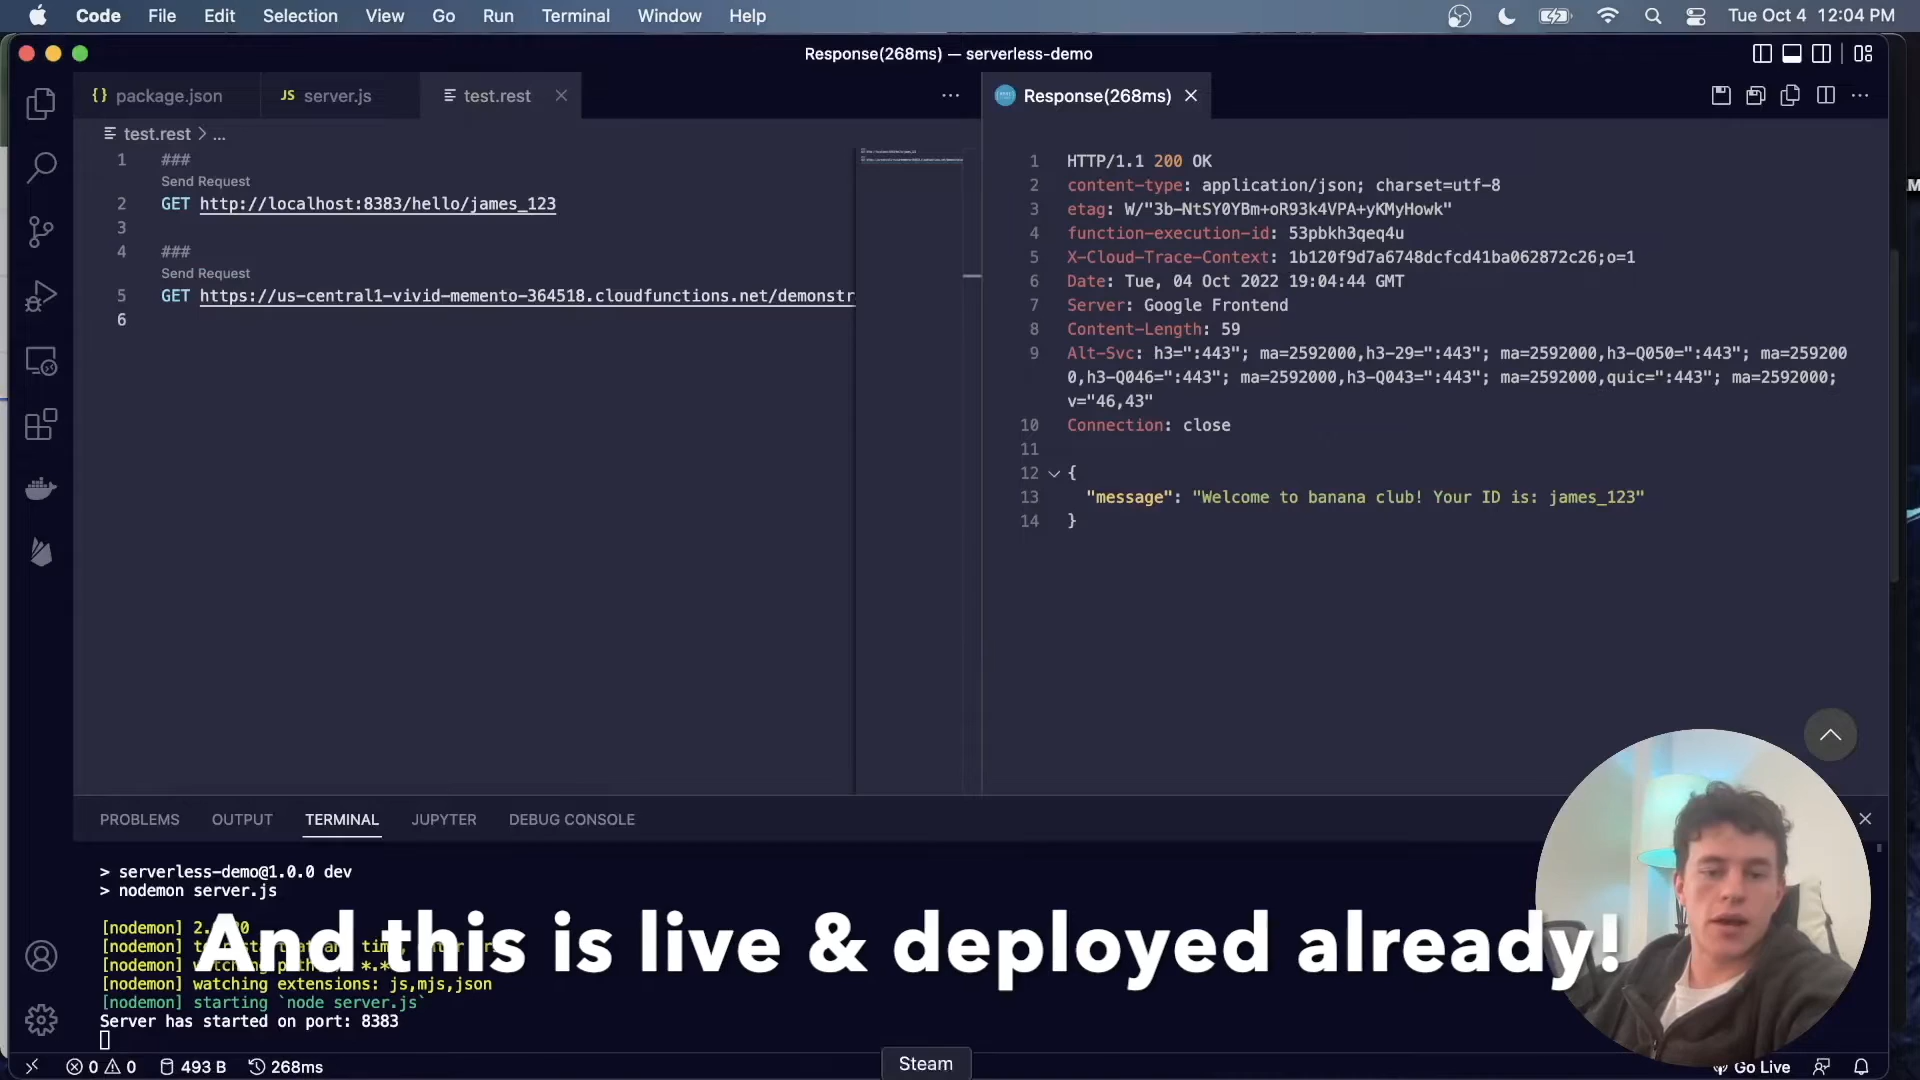 Code File Edit Selection View Go Run Terminal Window Help Tue Oct 4 12:04 PM
Response(268ms) — serverless-demo
{} package.json JS server.js test.rest Response(268ms)
test.rest > ...
1 ###
Send Request
2 GET http://localhost:8383/hello/james_123
3
4 ###
Send Request
5 GET https://us-central1-vivid-memento-364518.cloudfunctions.net/demonstr
6
1 HTTP/1.1 200 OK
2 content-type: application/json; charset=utf-8
3 etag: W/"3b-NtSY0YBm+oR93k4VPA+yKMyHowk"
4 function-execution-id: 53pbkh3qeq4u
5 X-Cloud-Trace-Context: 1b120f9d7a6748dcfcd41ba062872c26;o=1
6 Date: Tue, 04 Oct 2022 19:04:44 GMT
7 Server: Google Frontend
8 Content-Length: 59
9 Alt-Svc: h3=":443"; ma=2592000,h3-29=":443"; ma=2592000,h3-Q050=":443"; ma=259200
0,h3-Q046=":443"; ma=2592000,h3-Q043=":443"; ma=2592000,quic=":443"; ma=2592000;
v="46,43"
10 Connection: close
11
12 {
13 "message": "Welcome to banana club! Your ID is: james_123"
14 }
PROBLEMS OUTPUT TERMINAL JUPYTER DEBUG CONSOLE
> serverless-demo@1.0.0 dev
> nodemon server.js
[nodemon]
[nodemon]
[nodemon]
And this is live & deployed already!
[nodemon] watching extensions: js,mjs,json
[nodemon] starting `node server.js`
Server has started on port: 8383
0 0 493 B 268ms Steam Go Live